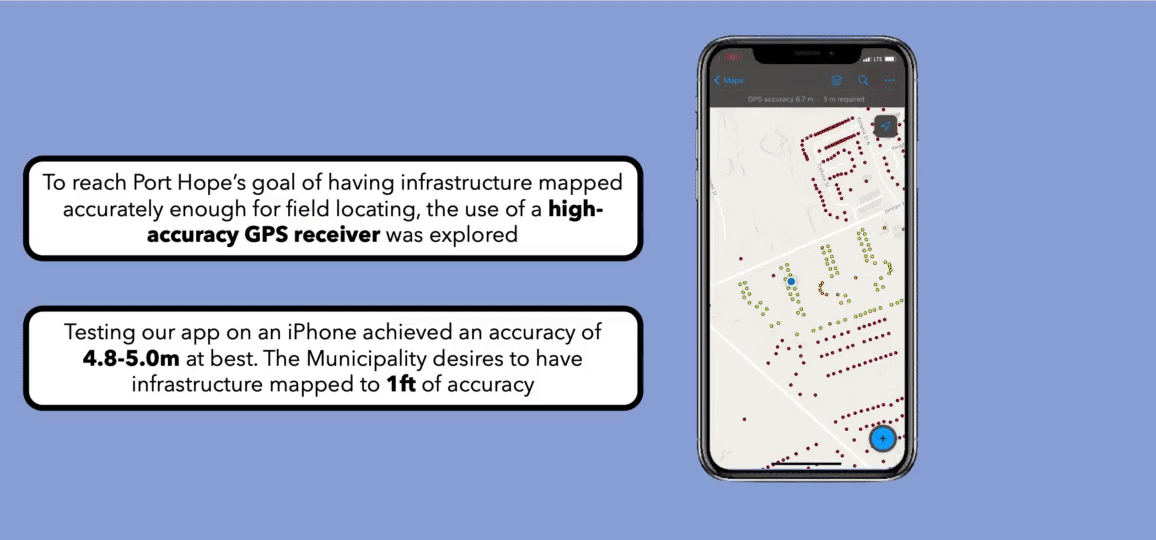 To reach Port Hope’s goal of having infrastructure mapped
accurately enough for field locating, the use of a high-
accuracy GPS receiver was explored
Testing our app on an iPhone achieved an accuracy of
4.8-5.0m at best. The Municipality desires to have
infrastructure mapped to 1ft of accuracy
LTE
Maps
GPS accuracy 6.7 m
5 m required